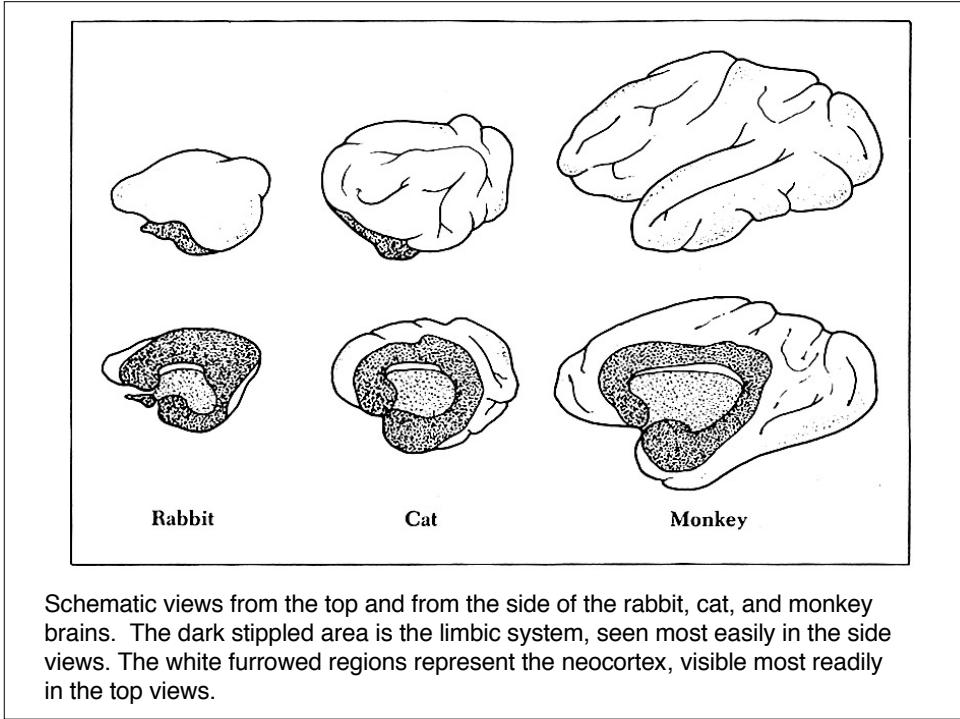 Rabbit
Cat
Monkey
Schematic views from the top and from the side of the rabbit, cat, and monkey
brains.  The dark stippled area is the limbic system, seen most easily in the side
views. The white furrowed regions represent the neocortex, visible most readily
in the top views.